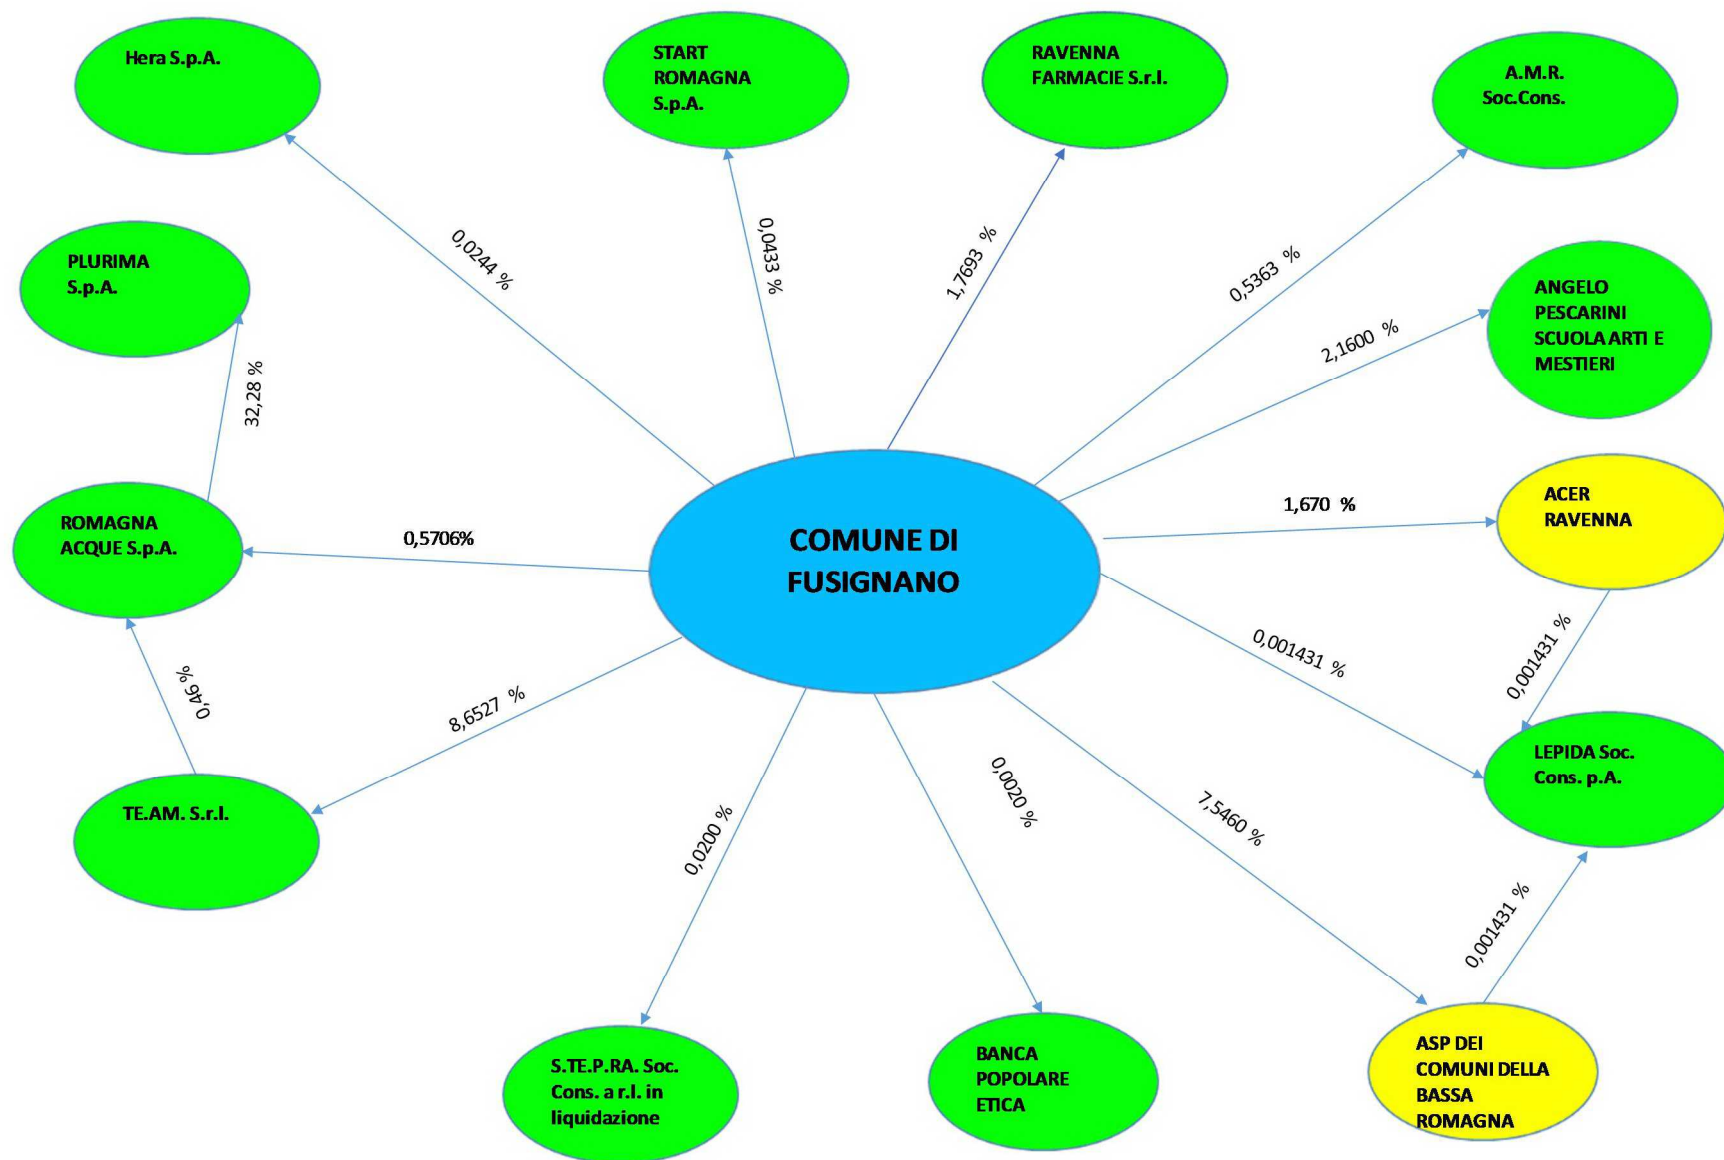 Hera S.p.A.
START
ROMAGNA
S.p.A.
RAVENNA
FARMACIE S.r.l.
A.M.R.
Soc.Cons.
0,0244 %
0,0433 %
1,7693 %
0,5363 %
PLURIMA
S.p.A.
ANGELO
PESCARINI
SCUOLA ARTI E
MESTIERI
2,1600 %
32,28 %
ROMAGNA
ACQUE S.p.A.
0,5706%
COMUNE DI
FUSIGNANO
1,670 %
ACER
RAVENNA
0,001431 %
0,001431 %
0,46 %
8,6527 %
LEPIDA Soc.
Cons. p.A.
TE.AM. S.r.l.
0,0200 %
0,0020 %
7,5460 %
0,001431 %
S.TE.P.RA. Soc.
Cons. a r.l. in
liquidazione
BANCA
POPOLARE
ETICA
ASP DEI
COMUNI DELLA
BASSA
ROMAGNA